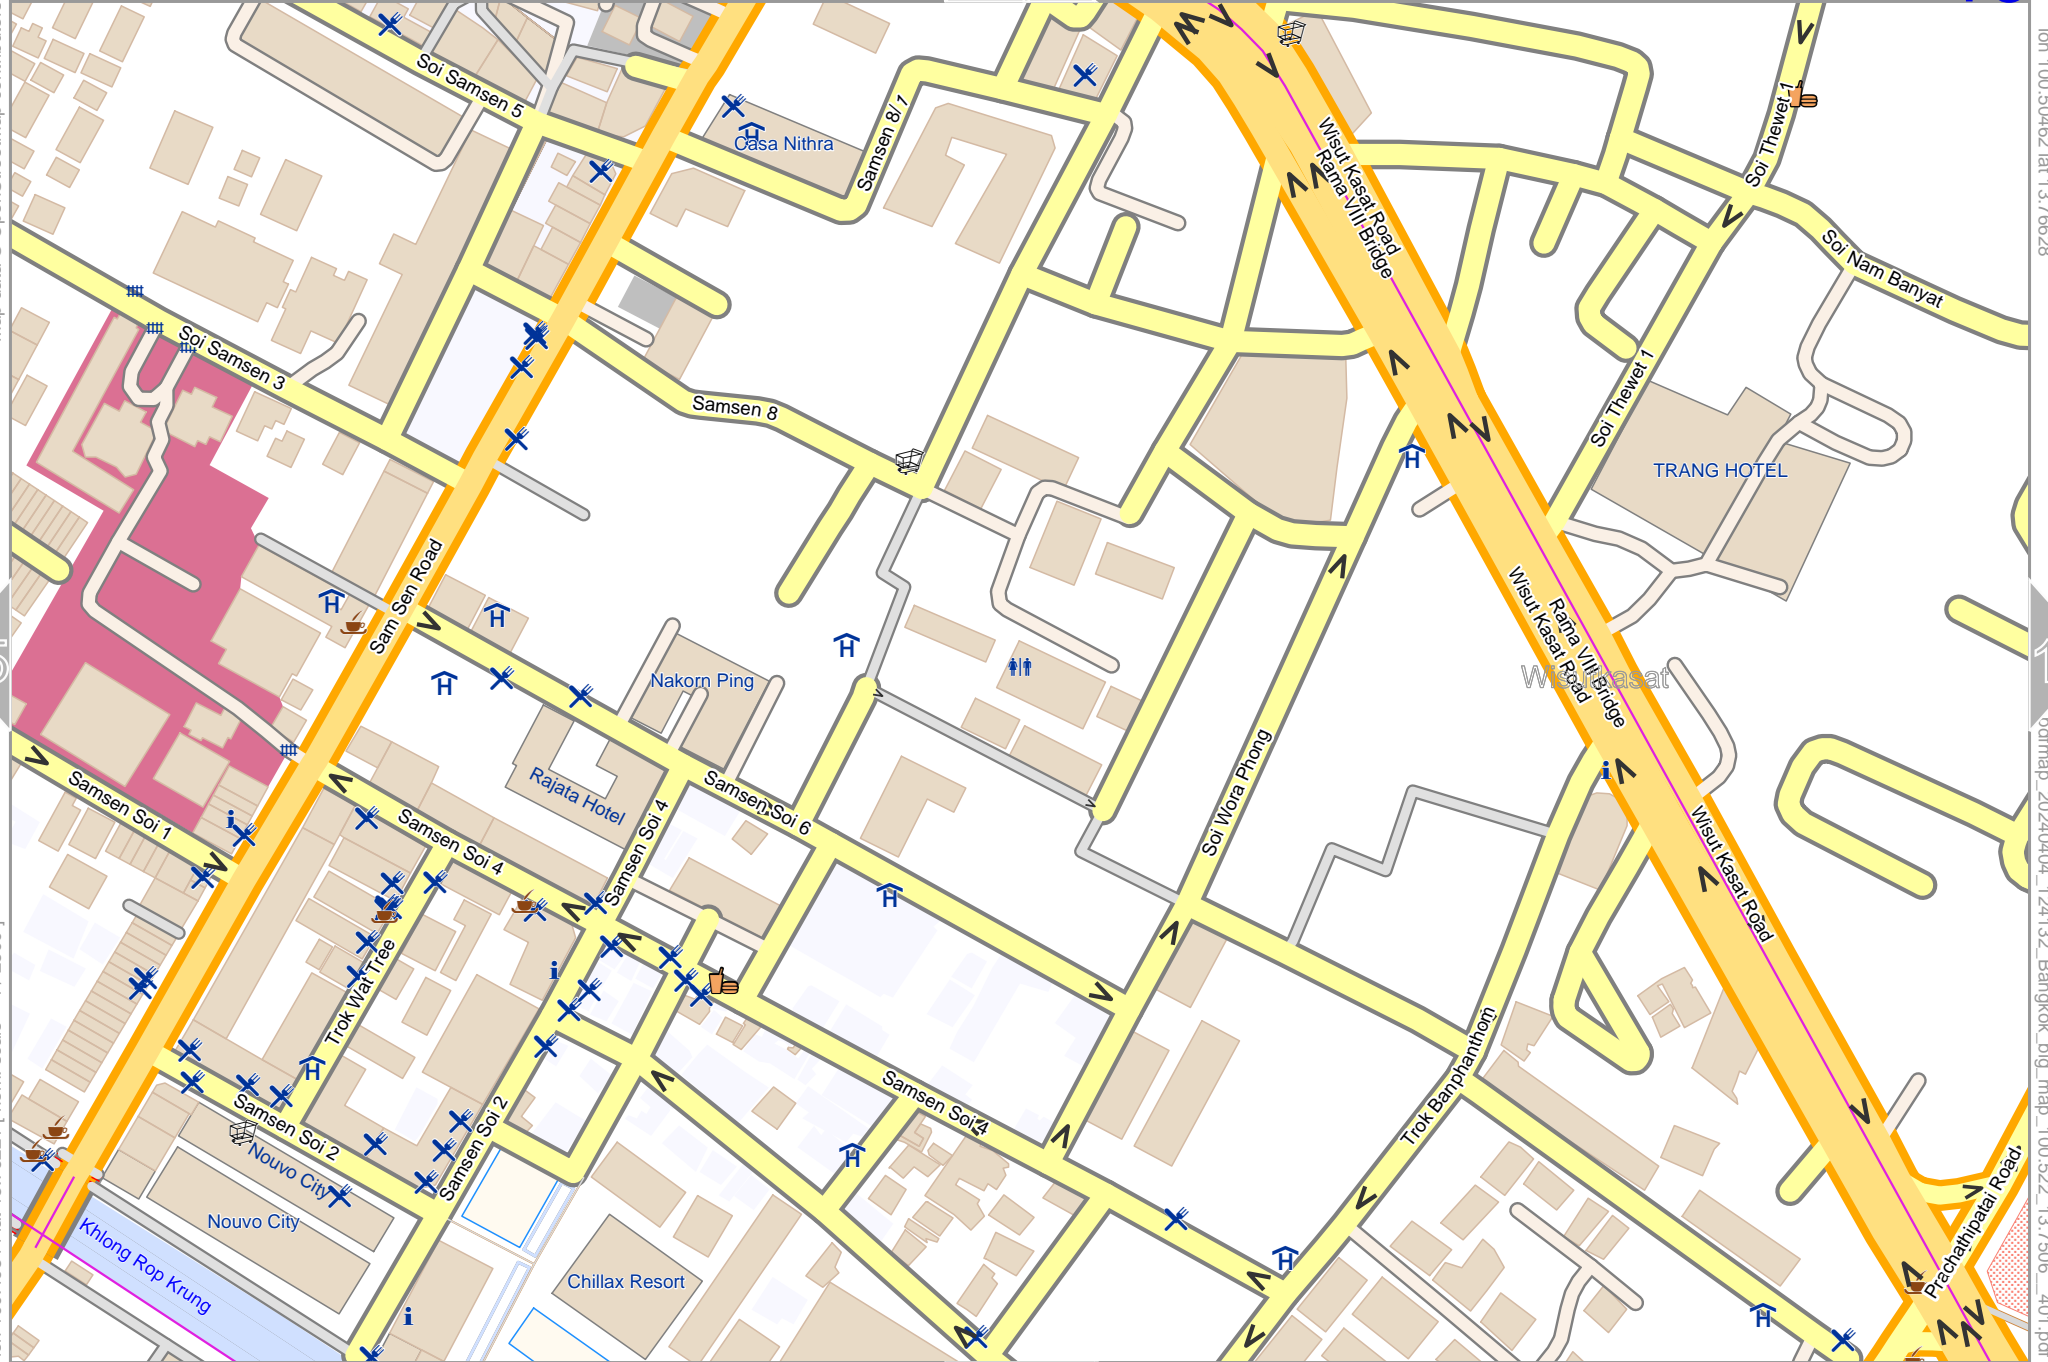 Soi Samsen 5
Casa Nithra
Samsen 8/1
Wisut Kasat Road
Rama VIII Bridge
Soi Thewet 1
Soi Nam Banyat
Soi Samsen 3
Samsen 8
Soi Thewet 1
TRANG HOTEL
Sam Sen Road
Nakorn Ping
Wisut Kasat Road
Rama VIII Bridge
Wisutkasat
Samsen Soi 1
Rajata Hotel
Samsen Soi 6
Samsen Soi 4
Samsen Soi 4
Soi Wora Phong
Wisut Kasat Road
Trok Wat Tree
Samsen Soi 2
Samsen Soi 2
Samsen Soi 4
Trok Banphanthom
Nouvo City
Nouvo City
Khlong Rop Krung
Chillax Resort
Prachathipatai Road